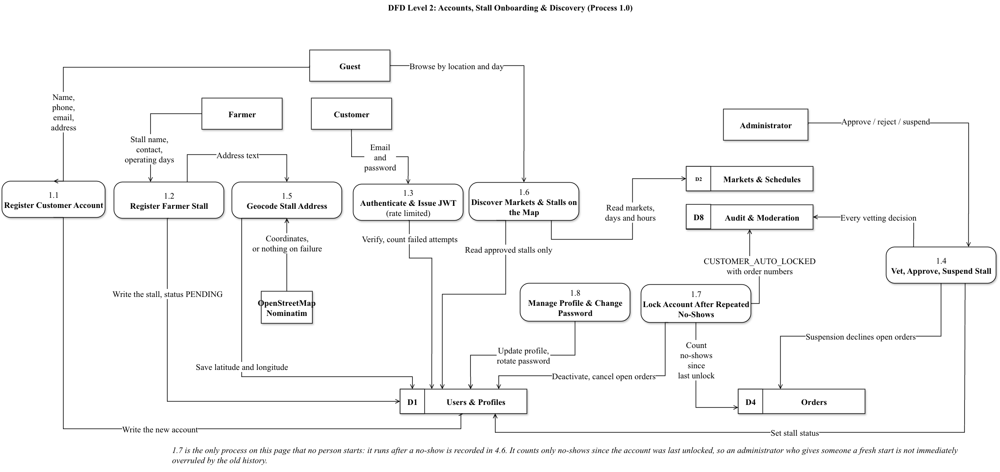 DFD Level 2: Accounts, Stall Onboarding & Discovery (Process 1.0)
Guest
Browse by location and day
Name,
phone,
email,
address
Farmer
Customer
Administrator
Approve / reject / suspend
Stall name,
contact,
operating days
Address text
Email
and
password
1.1
Register Customer Account
1.2
Register Farmer Stall
1.5
Geocode Stall Address
1.3
Authenticate & Issue JWT
(rate limited)
1.6
Discover Markets & Stalls on
the Map
D2
Markets & Schedules
Read markets,
days and hours
D8
Audit & Moderation
Every vetting decision
Coordinates,
or nothing on failure
Verify, count failed attempts
Read approved stalls only
CUSTOMER_AUTO_LOCKED
with order numbers
1.4
Vet, Approve, Suspend Stall
Write the stall, status PENDING
OpenStreetMap
Nominatim
1.8
Manage Profile & Change
Password
1.7
Lock Account After Repeated
No-Shows
Suspension declines open orders
Update profile,
rotate password
Count
no-shows
since
last unlock
Save latitude and longitude
Deactivate, cancel open orders
D1
Users & Profiles
D4
Orders
Write the new account
Set stall status
1.7 is the only process on this page that no person starts: it runs after a no-show is recorded in 4.6. It counts only no-shows since the account was last unlocked, so an administrator who gives someone a fresh start is not immediately
overruled by the old history.